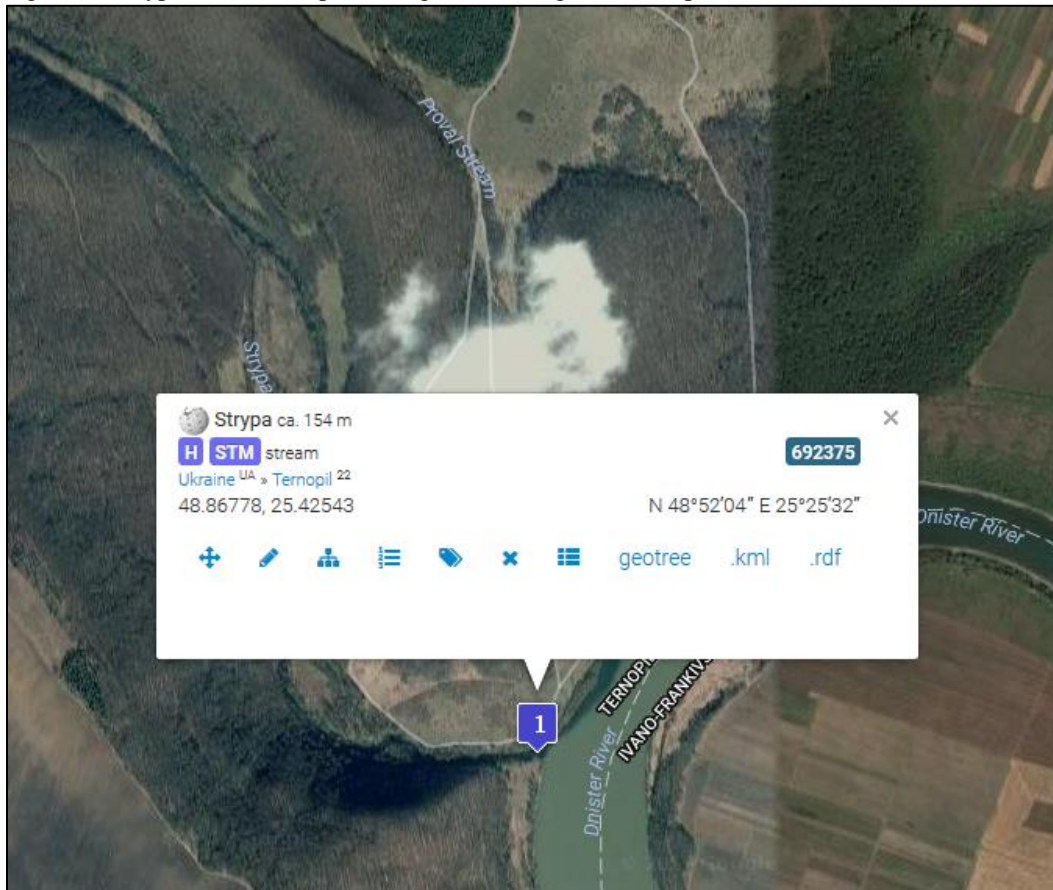 Proval Stream
Strypa
Strypa ca. 154 m
H STM stream
692375
Ukraine UA » Ternopil 22
48.86778, 25.42543
N 48°52'04" E 25°25'32"
geotree .kml .rdf
Dnister River
1
Dnister River